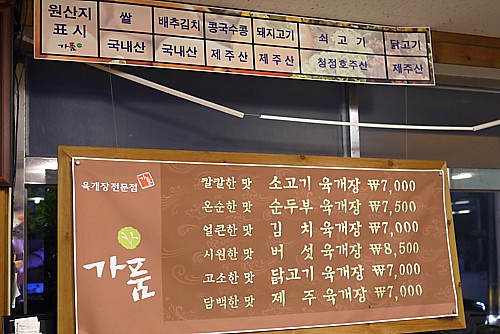 원산지 표시
가품
쌀 배추김치 콩국수콩 돼지고기 쇠고기 닭고기
국내산 국내산 제주산 제주산 청정호주산 제주산
육개장 전문점
가품
칼칼한 맛 소고기 육개장 ₩7,000
온순한 맛 순두부 육개장 ₩7,500
얼큰한 맛 김치 육개장 ₩7,000
시원한 맛 버섯 육개장 ₩8,500
고소한 맛 닭고기 육개장 ₩7,000
담백한 맛 제주 육개장 ₩7,000